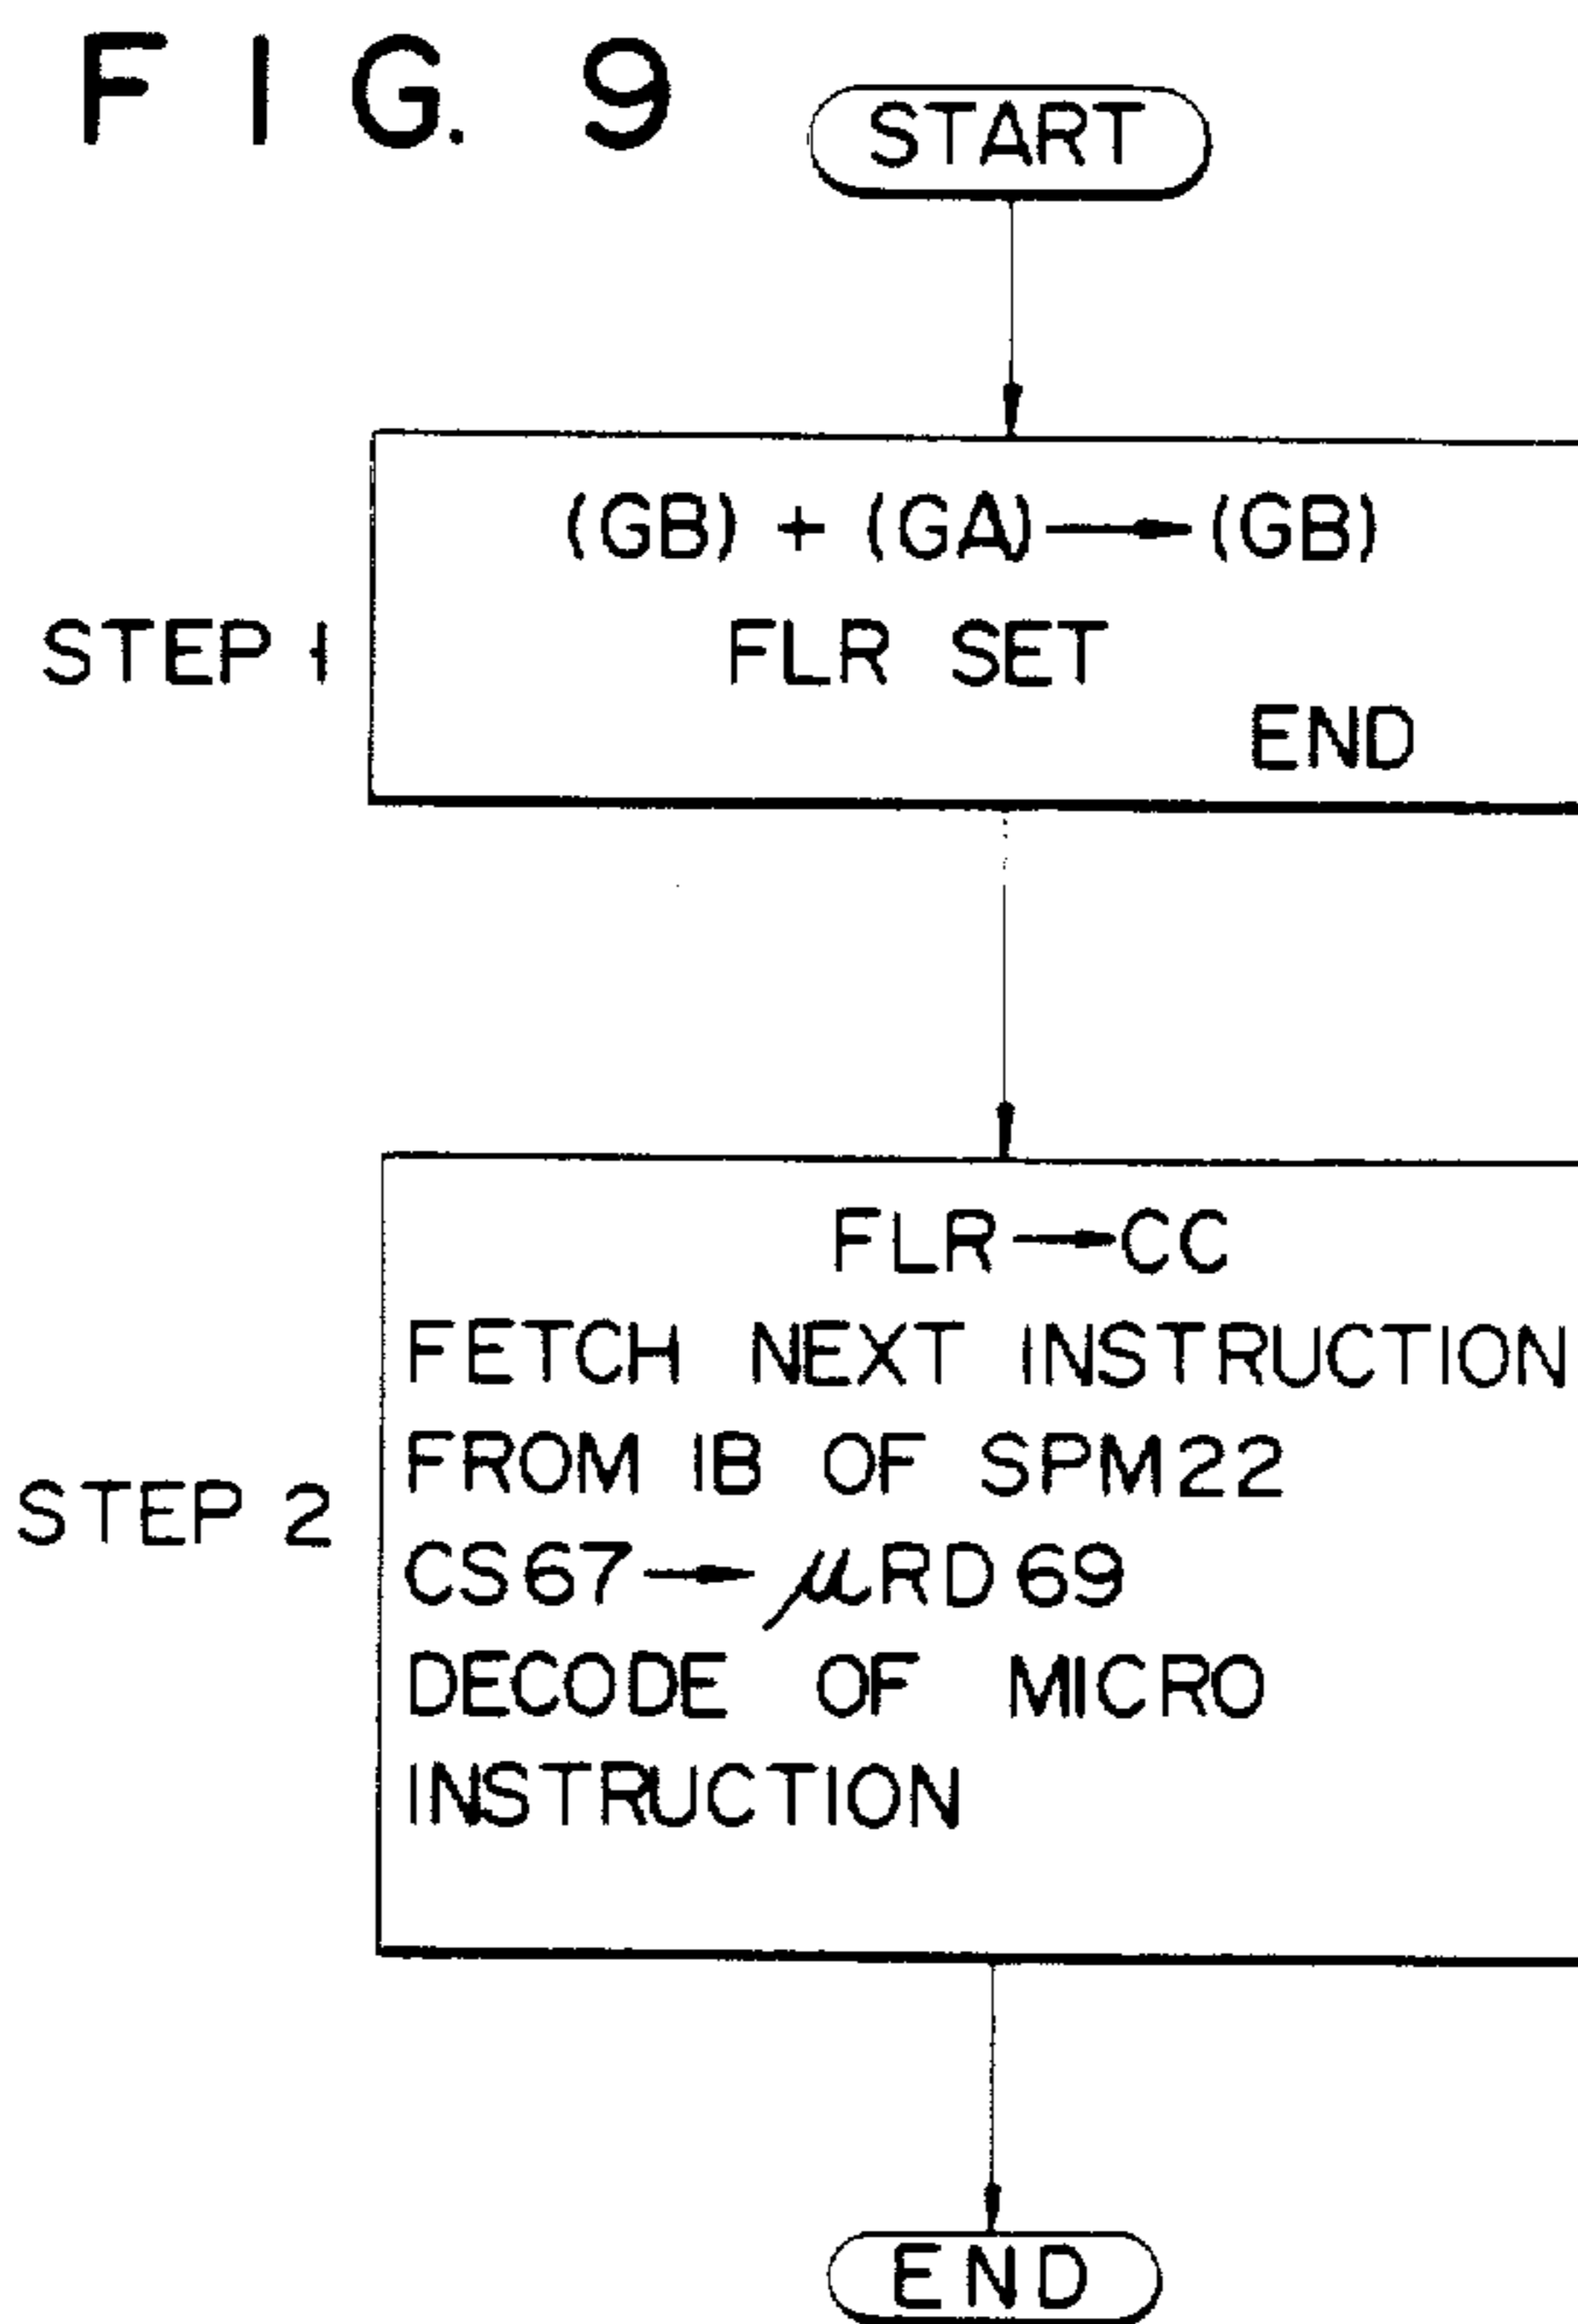 FIG. 9
START
(GB) + (GA) → (GB)
STEP 1
FLR SET
END
FLR → CC
FETCH NEXT INSTRUCTION
FROM IB OF SPM22
STEP 2
CS67 → μRD69
DECODE OF MICRO
INSTRUCTION
END